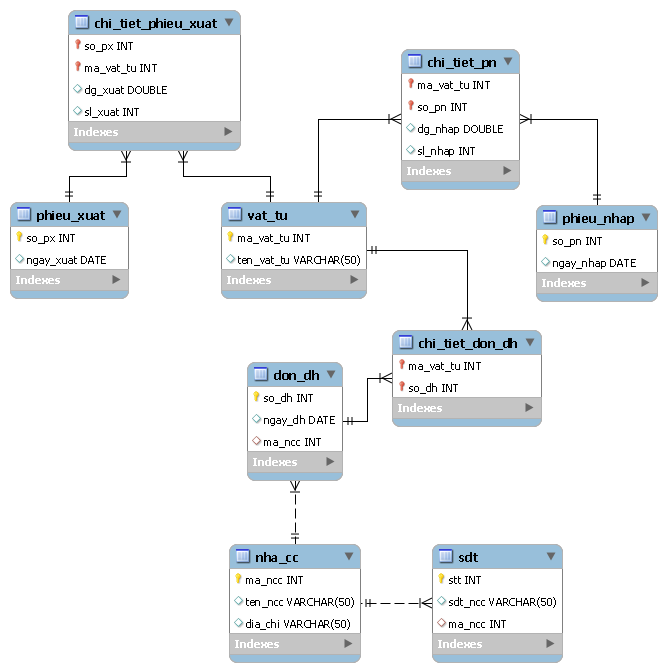 chi_tiet_phieu_xuat
so_px INT
ma_vat_tu INT
dg_xuat DOUBLE
sl_xuat INT
Indexes
chi_tiet_pn
ma_vat_tu INT
so_pn INT
dg_nhap DOUBLE
sl_nhap INT
Indexes
phieu_xuat
so_px INT
ngay_xuat DATE
Indexes
vat_tu
ma_vat_tu INT
ten_vat_tu VARCHAR(50)
Indexes
phieu_nhap
so_pn INT
ngay_nhap DATE
Indexes
chi_tiet_don_dh
ma_vat_tu INT
so_dh INT
Indexes
don_dh
so_dh INT
ngay_dh DATE
ma_ncc INT
Indexes
nha_cc
ma_ncc INT
ten_ncc VARCHAR(50)
dia_chi VARCHAR(50)
Indexes
sdt
stt INT
sdt_ncc VARCHAR(50)
ma_ncc INT
Indexes